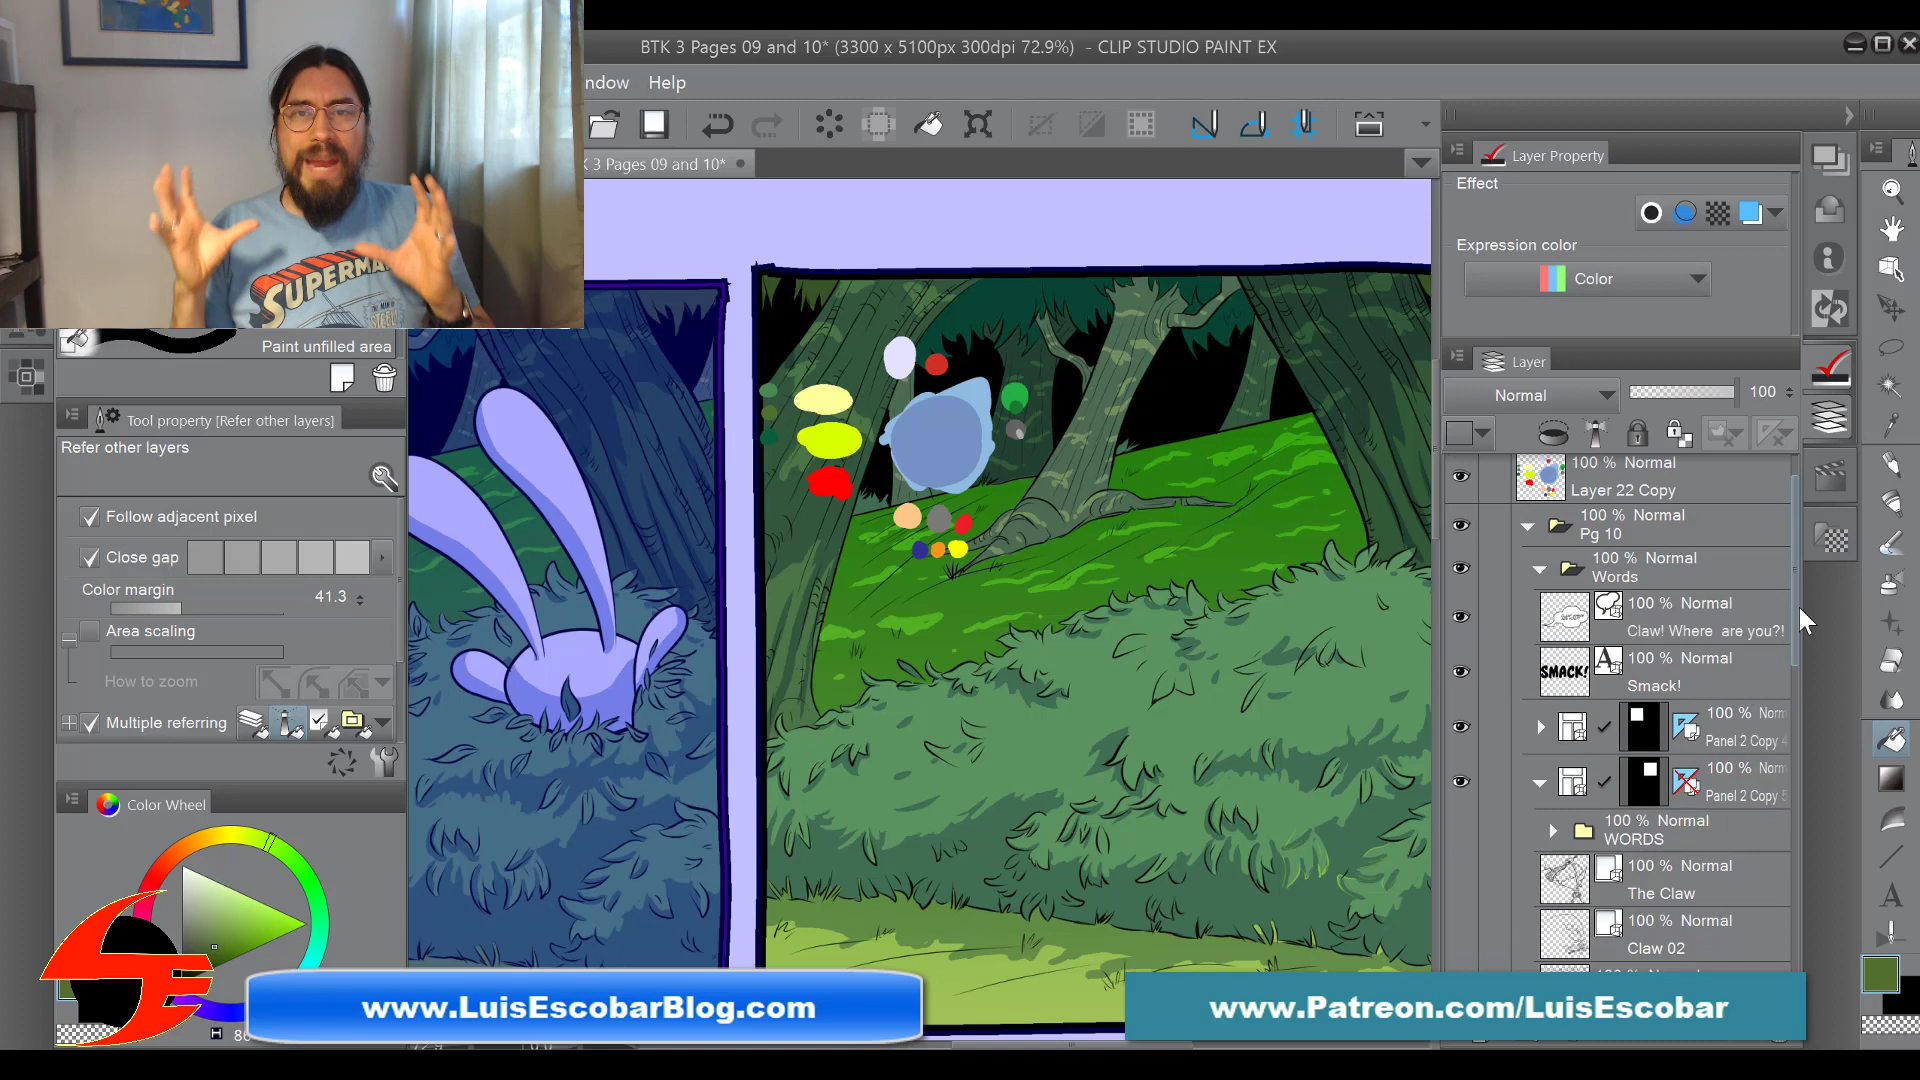 BTK 3 Pages 09 and 10* (3300 x 5100px 300dpi 72.9%) - CLIP STUDIO PAINT EX
ndow Help
K 3 Pages 09 and 10*
SUPERMAN
Paint unfilled area
Tool property [Refer other layers]
Refer other layers
Follow adjacent pixel
Close gap
Color margin
41.3
Area scaling
How to zoom
Multiple referring
Color Wheel
Layer Property
Effect
Expression color
Color
Layer
Normal
100
100 % Normal
Layer 22 Copy
100 % Normal
Pg 10
100 % Normal
Words
100 % Normal
Claw! Where are you?!
SMACK!
A
100 % Normal
Smack!
100 % Norm
Panel 2 Copy 4
100 % Norm
Panel 2 Copy 5
100 % Normal
WORDS
100 % Normal
The Claw
100 % Normal
Claw 02
www.LuisEscobarBlog.com
www.Patreon.com/LuisEscobar